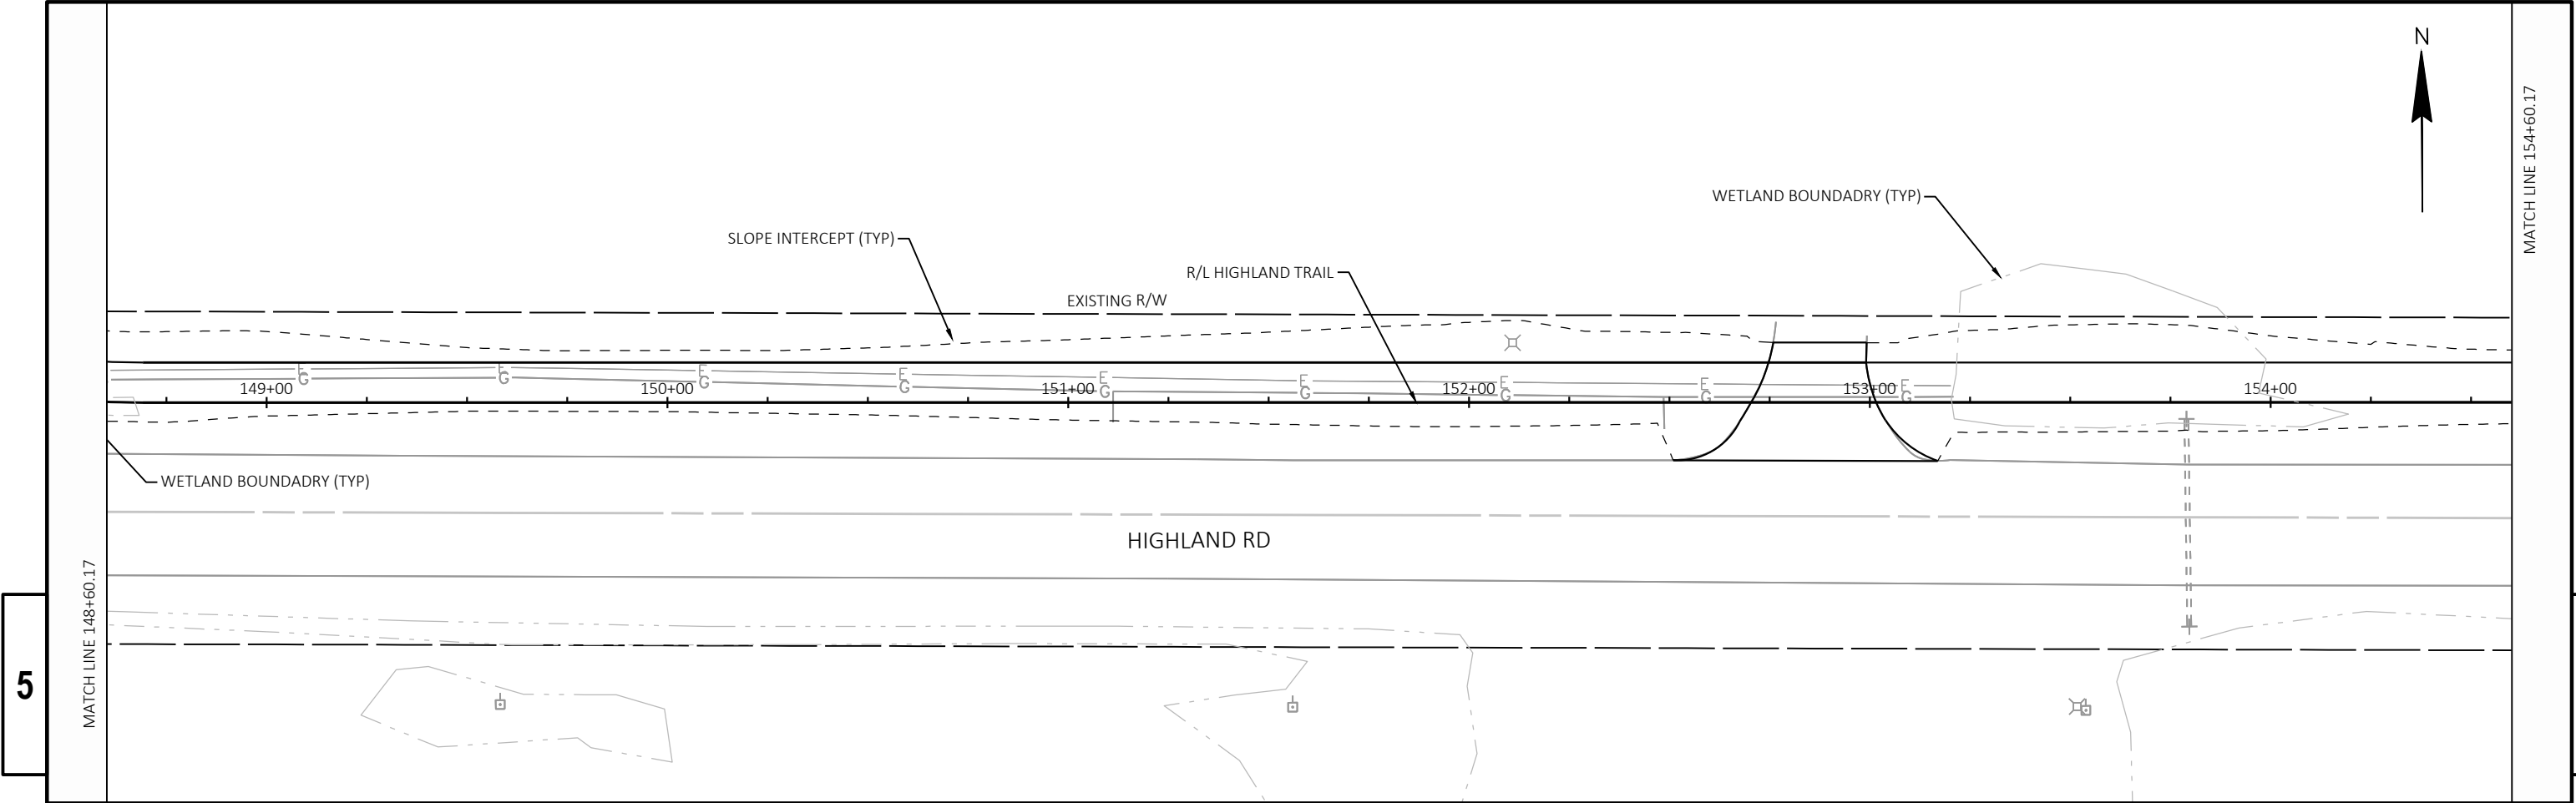 N
MATCH LINE 154+60.17
WETLAND BOUNDADRY (TYP)
SLOPE INTERCEPT (TYP)
R/L HIGHLAND TRAIL
EXISTING R/W
E E E E E E E E E
G G G G G G G G G
149+00 150+00 151+00 152+00 153+00 154+00
WETLAND BOUNDADRY (TYP)
HIGHLAND RD
MATCH LINE 148+60.17
5